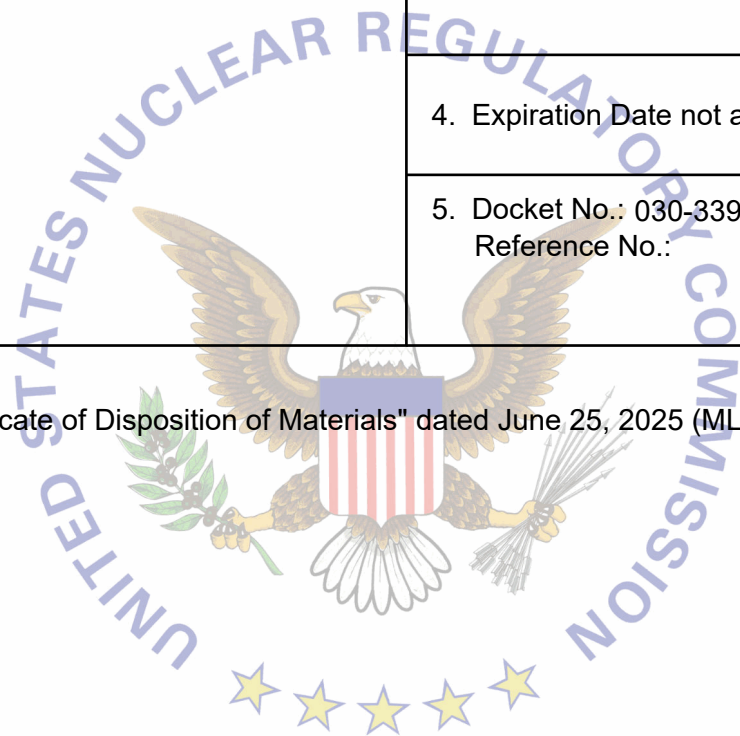 UNITED STATES NUCLEAR REGULATORY COMMISSION
4. Expiration Date not a
5. Docket No.: 030-339
Reference No.:
cate of Disposition of Materials" dated June 25, 2025 (ML